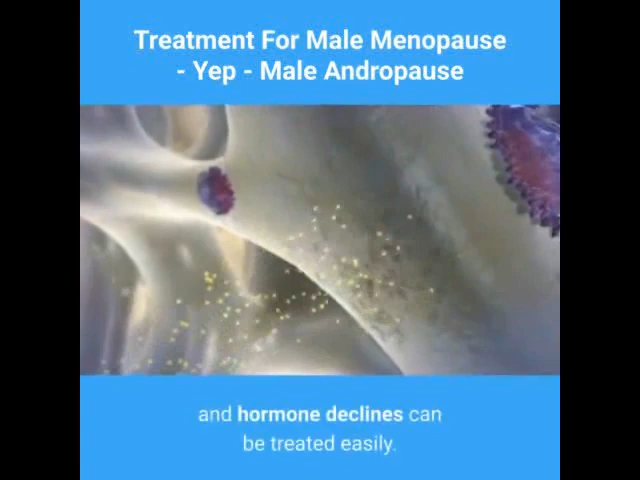 Treatment For Male Menopause
- Yep - Male Andropause
and hormone declines can
be treated easily.